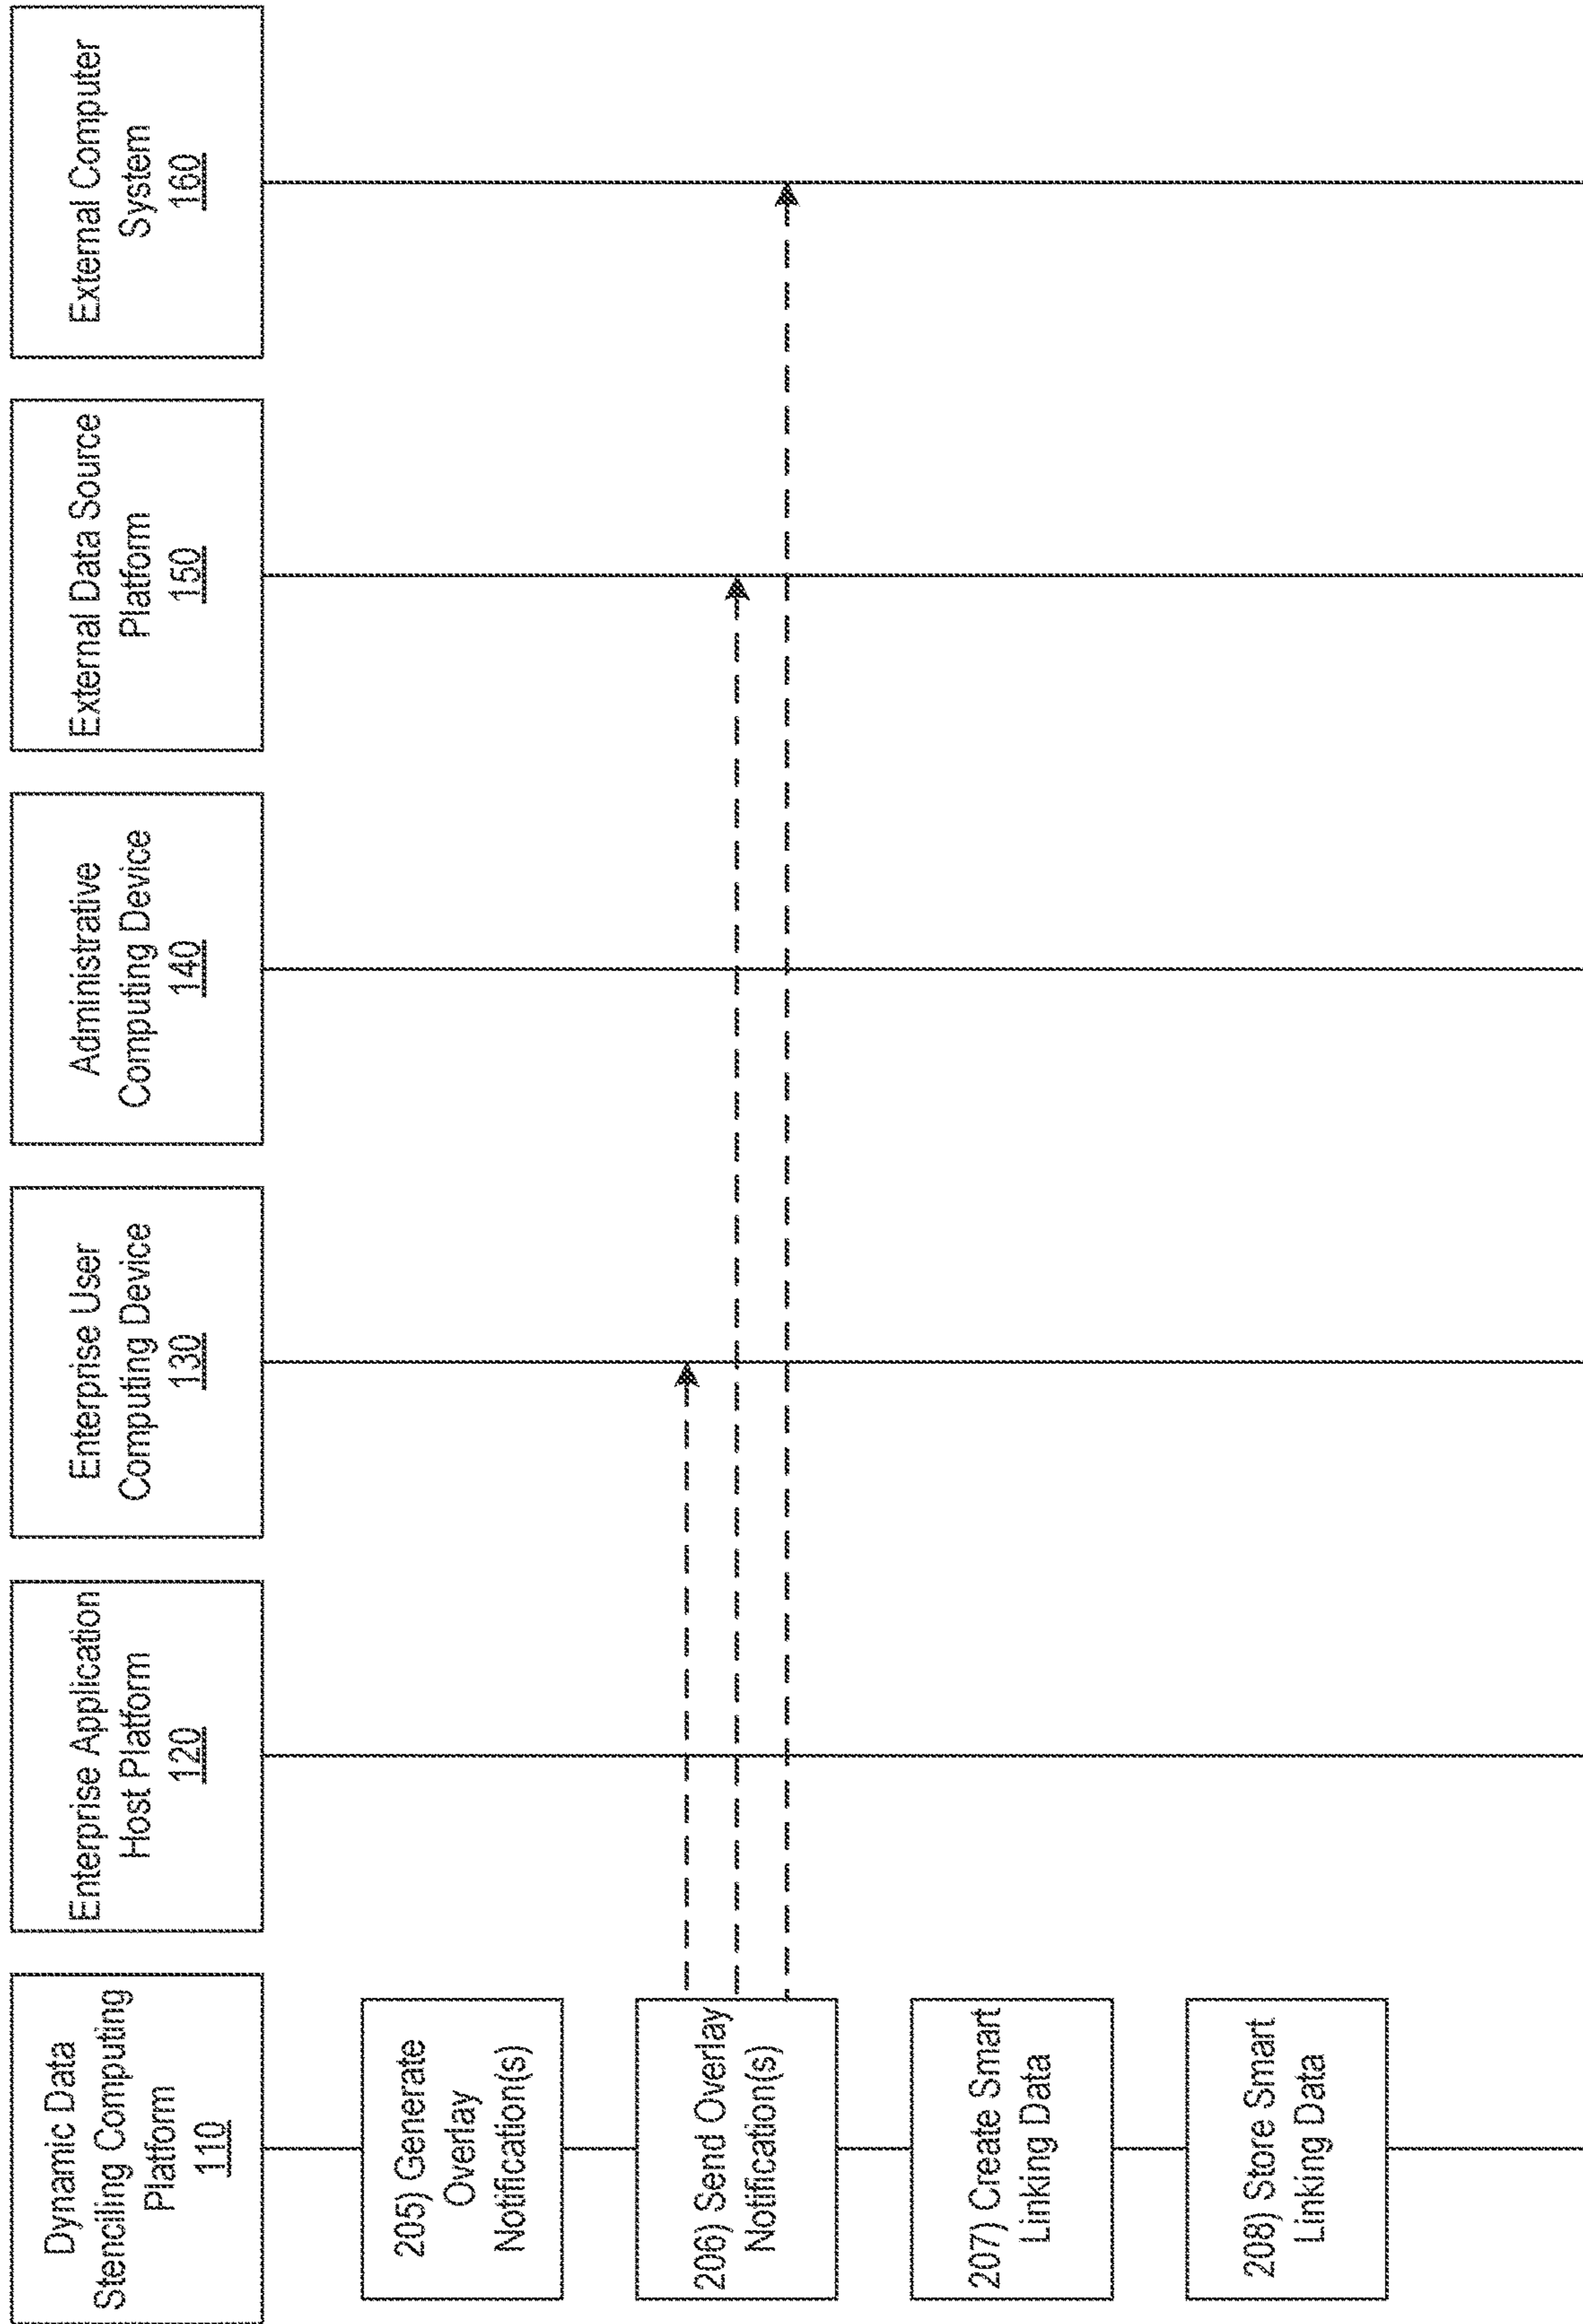 Dynamic Data
Stenciling Computing
Platform
110
Enterprise Application
Host Platform
120
Enterprise User
Computing Device
130
Administrative
Computing Device
140
External Data Source
Platform
150
External Computer
System
160
205) Generate
Overlay
Notification(s)
206) Send Overlay
Notification(s)
207) Create Smart
Linking Data
208) Store Smart
Linking Data